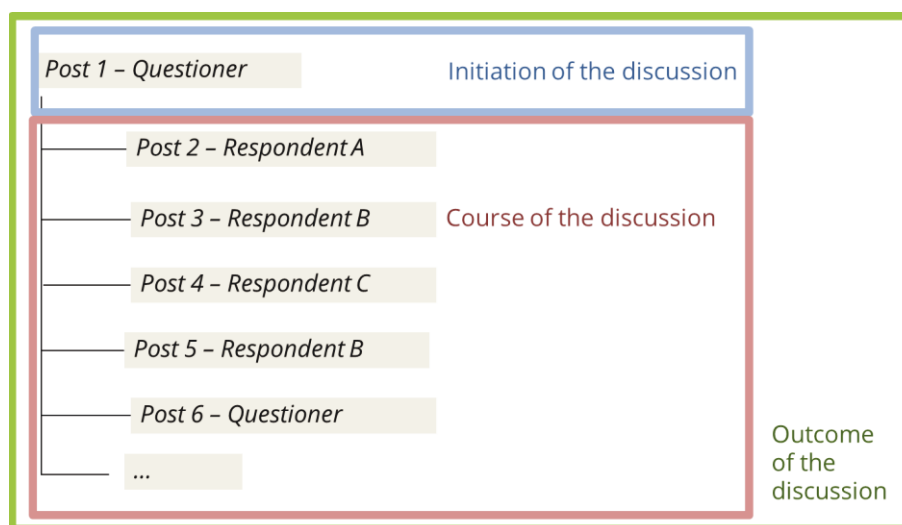 Post 1 – Questioner
Initiation of the discussion
Post 2 – Respondent A
Post 3 – Respondent B
Course of the discussion
Post 4 – Respondent C
Post 5 – Respondent B
Post 6 – Questioner
...
Outcome
of the
discussion